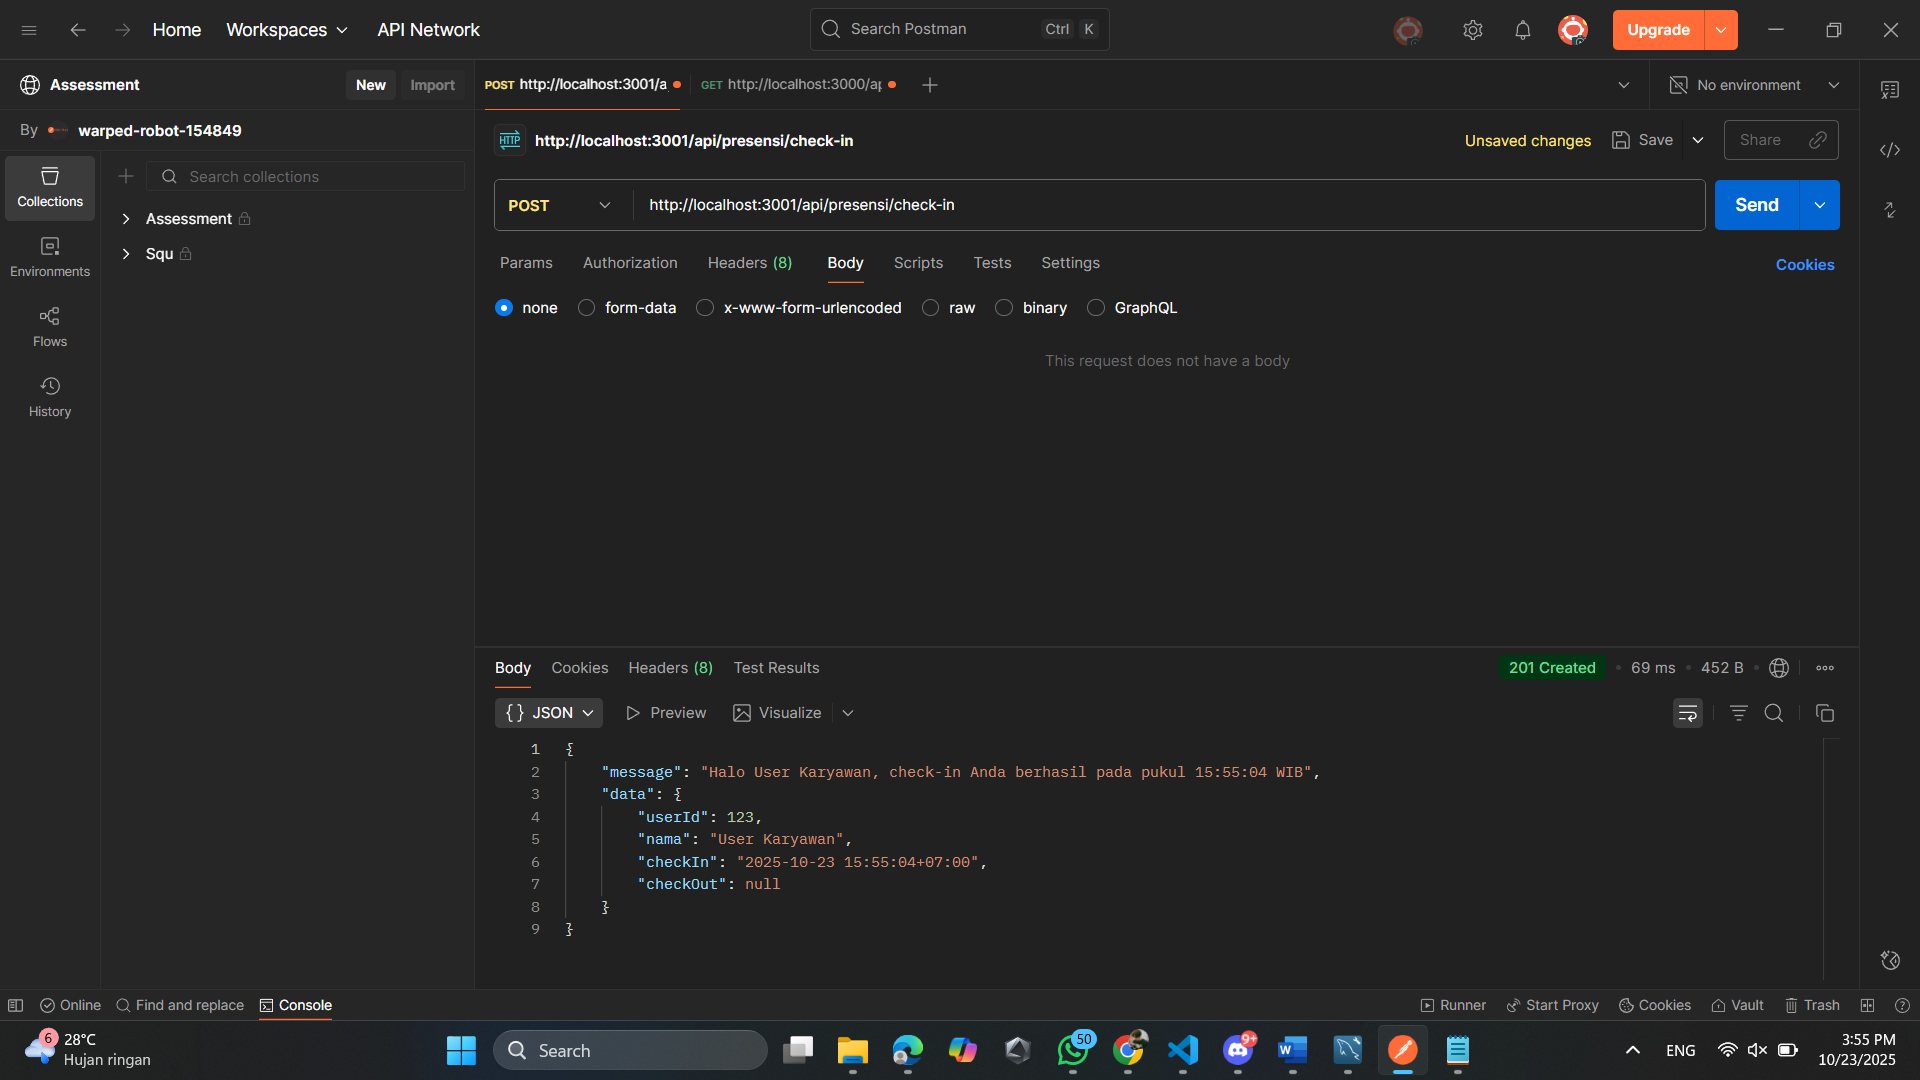 Home Workspaces API Network
Search Postman Ctrl K
Upgrade
Assessment New Import
POST http://localhost:3001/a GET http://localhost:3000/ap
No environment
By warped-robot-154849
http://localhost:3001/api/presensi/check-in
Unsaved changes Save Share
Collections
Environments
Flows
History
Search collections
Assessment
Squ
POST http://localhost:3001/api/presensi/check-in Send
Params Authorization Headers (8) Body Scripts Tests Settings Cookies
none form-data x-www-form-urlencoded raw binary GraphQL
This request does not have a body
Body Cookies Headers (8) Test Results 201 Created • 69 ms • 452 B
{} JSON Preview Visualize
1 {
2 "message": "Halo User Karyawan, check-in Anda berhasil pada pukul 15:55:04 WIB",
3 "data": {
4 "userId": 123,
5 "nama": "User Karyawan",
6 "checkIn": "2025-10-23 15:55:04+07:00",
7 "checkOut": null
8 }
9 }
Online Find and replace Console Runner Start Proxy Cookies Vault Trash
6 28°C
Hujan ringan
Search
50
9+
W
ENG
3:55 PM
10/23/2025